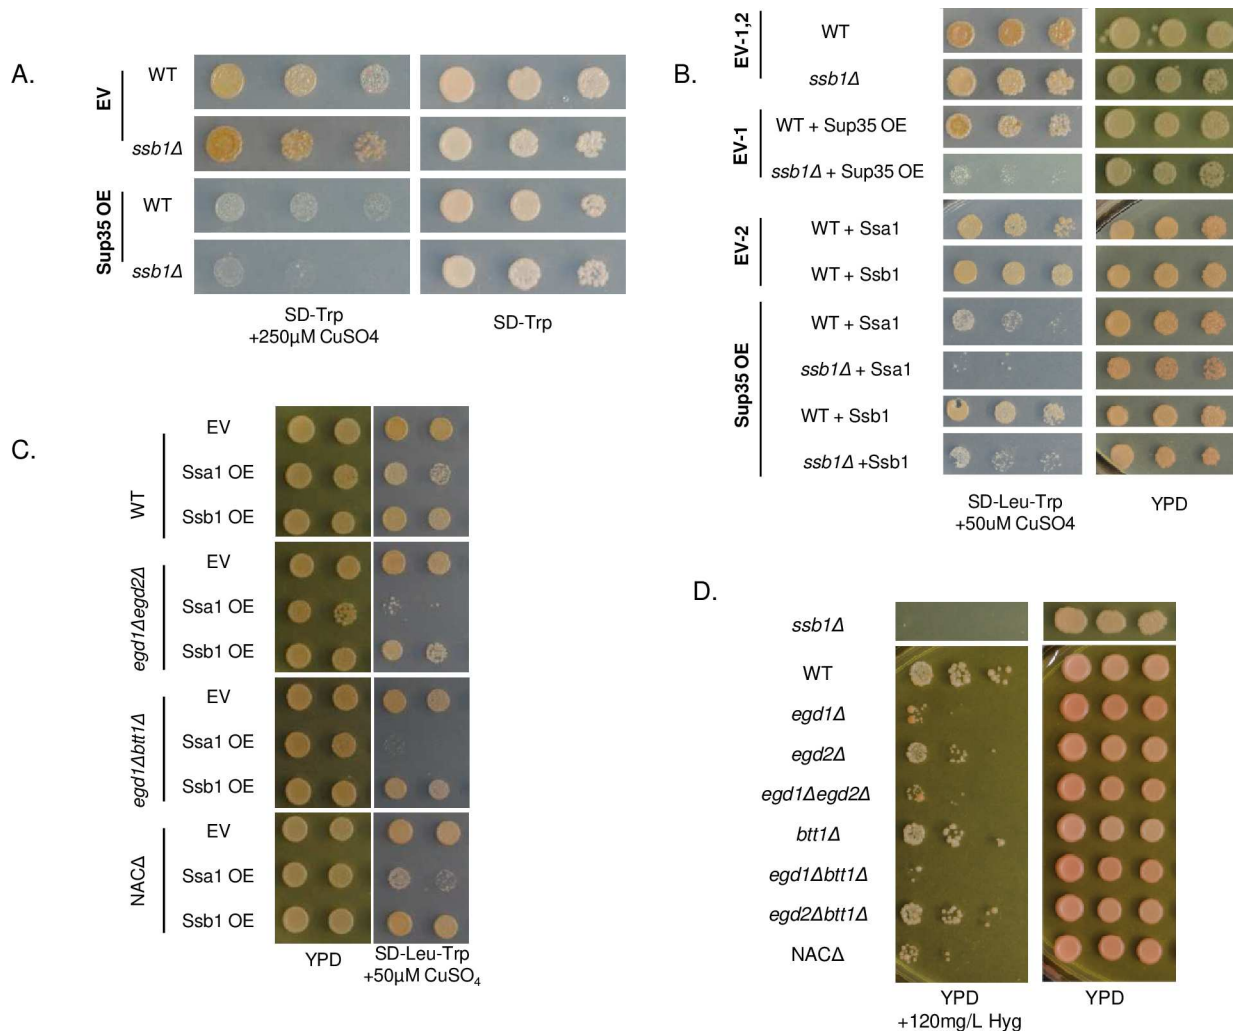 A.
EV
WT
ssb1Δ
Sup35 OE
WT
ssb1Δ
SD-Trp
+250μM CuSO4
SD-Trp
B.
EV-1,2
WT
ssb1Δ
EV-1
WT + Sup35 OE
ssb1Δ + Sup35 OE
EV-2
WT + Ssa1
WT + Ssb1
Sup35 OE
WT + Ssa1
ssb1Δ + Ssa1
WT + Ssb1
ssb1Δ +Ssb1
SD-Leu-Trp
+50uM CuSO4
YPD
C.
WT
EV
Ssa1 OE
Ssb1 OE
egd1Δegd2Δ
EV
Ssa1 OE
Ssb1 OE
egd1Δbtt1Δ
EV
Ssa1 OE
Ssb1 OE
NACΔ
EV
Ssa1 OE
Ssb1 OE
YPD
SD-Leu-Trp
+50μM CuSO₄
D.
ssb1Δ
WT
egd1Δ
egd2Δ
egd1Δegd2Δ
btt1Δ
egd1Δbtt1Δ
egd2Δbtt1Δ
NACΔ
YPD
+120mg/L Hyg
YPD